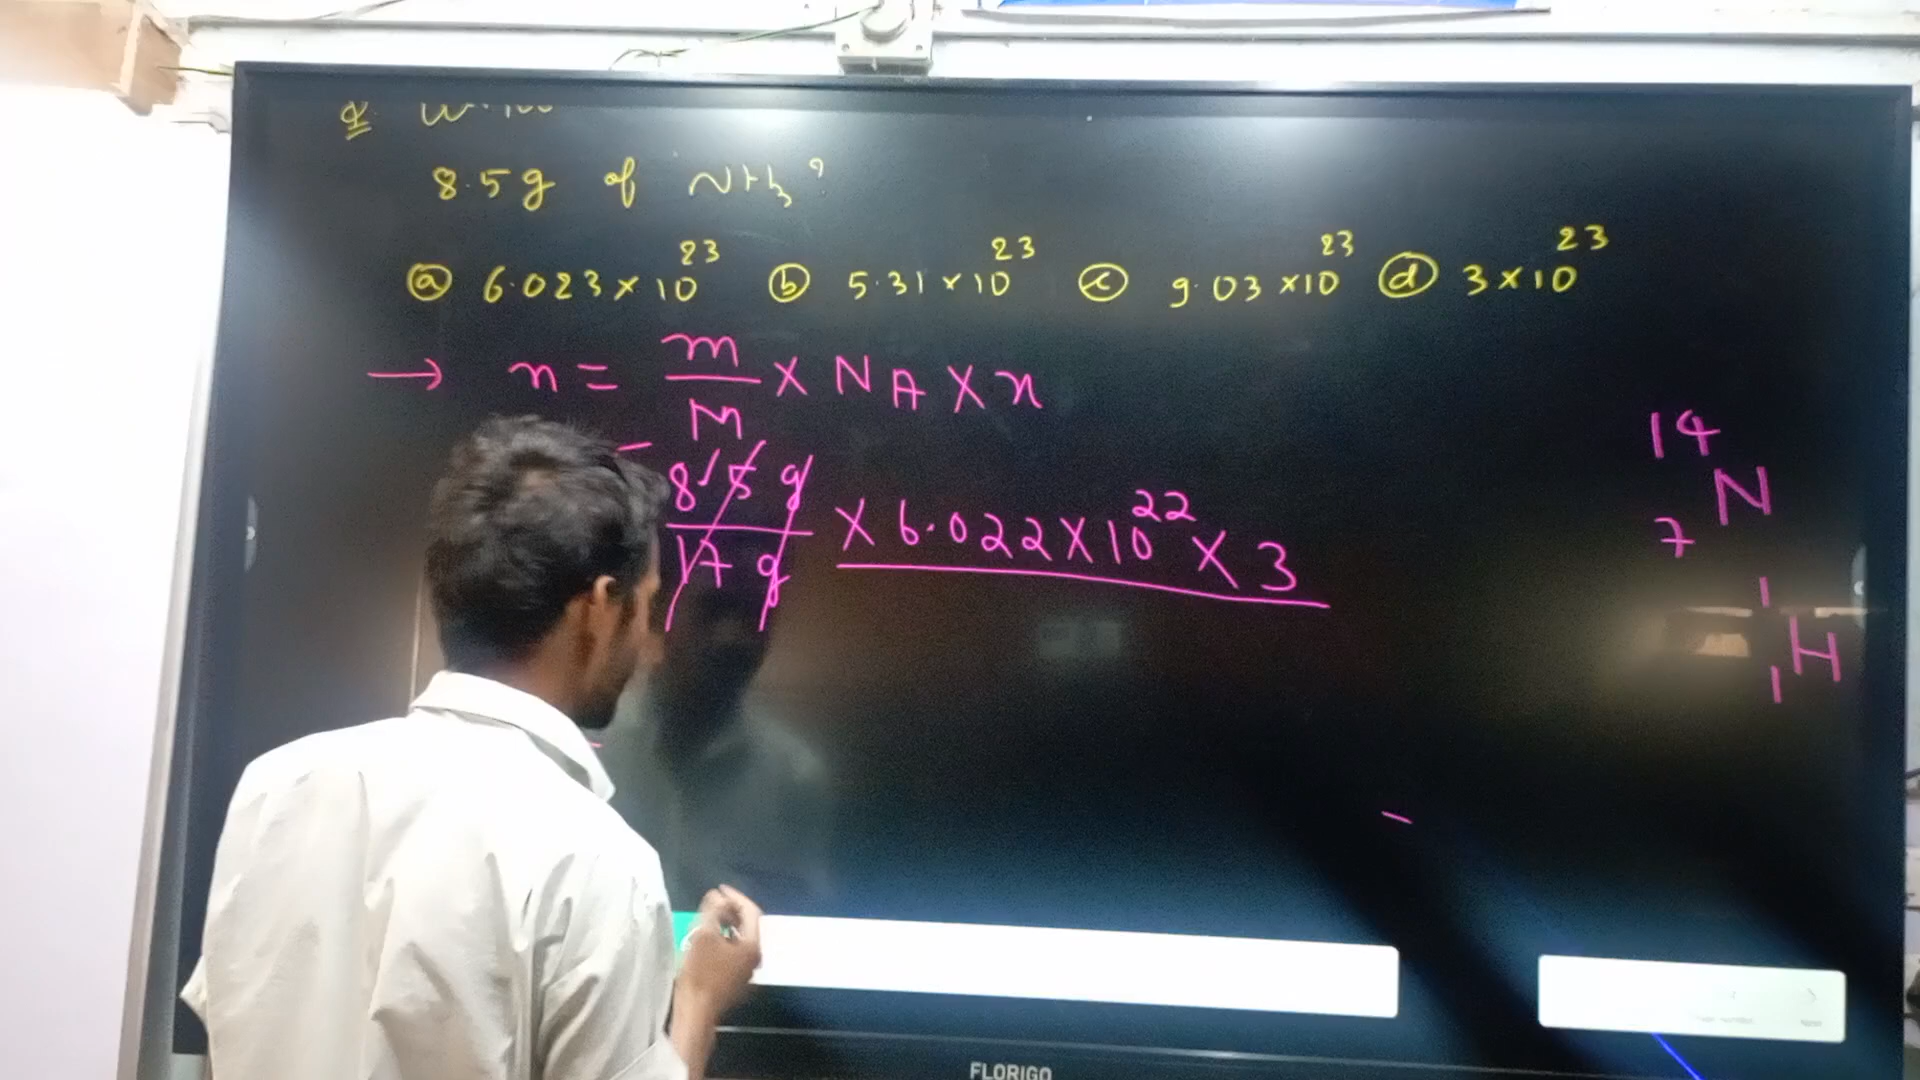 Q.
8.5g of NH3?
(a) 6.023 × 10^23 (b) 5.31 × 10^23 (c) 9.03 × 10^23 (d) 3 × 10^23
→ n = m/M × NA × x
= 8.5 g/17 g × 6.022 × 10^22 × 3
14
N
7
1
H
1
FLORIGO